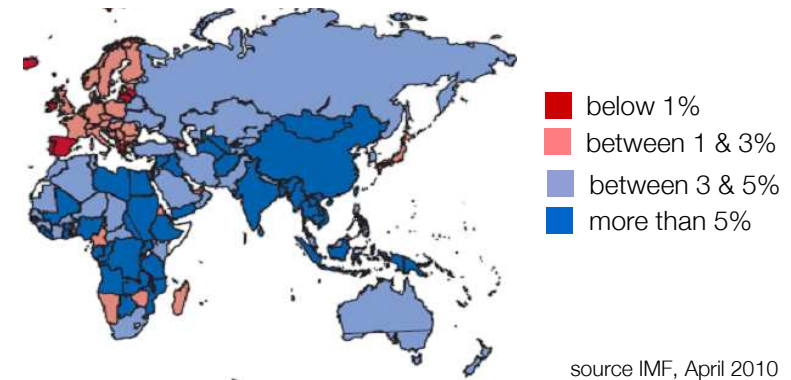 below 1%
between 1 & 3%
between 3 & 5%
more than 5%
source IMF, April 2010